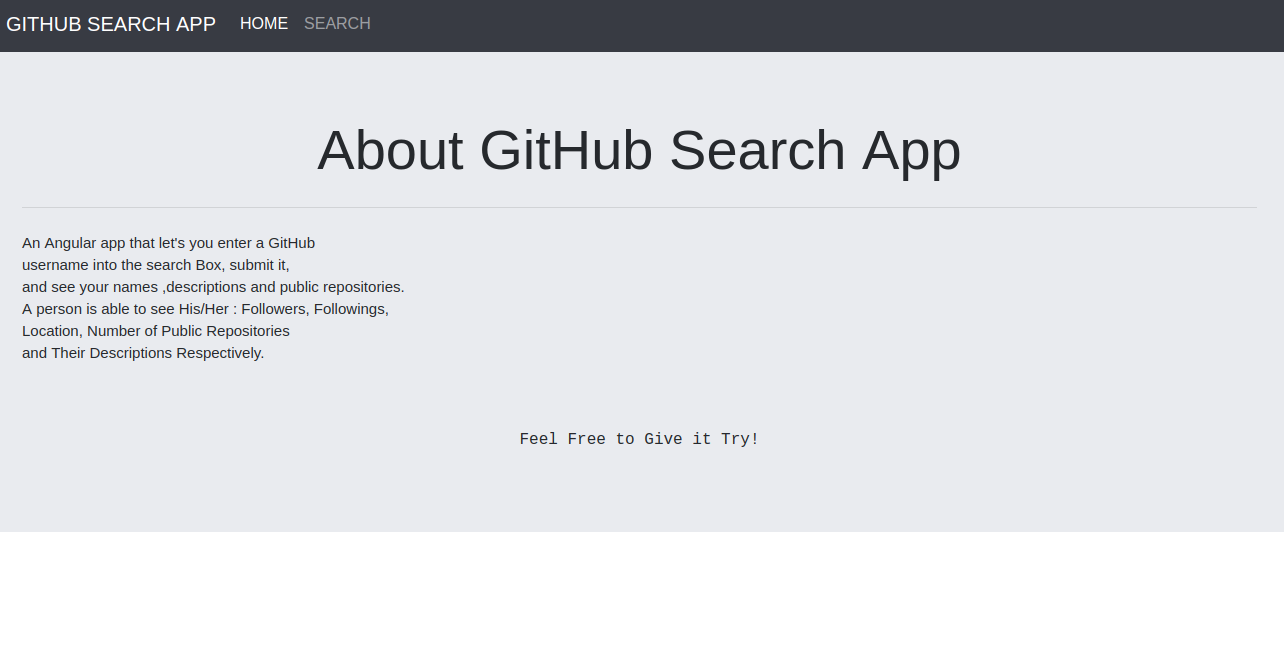 GITHUB SEARCH APP HOME SEARCH
About GitHub Search App
An Angular app that let's you enter a GitHub
username into the search Box, submit it,
and see your names ,descriptions and public repositories.
A person is able to see His/Her : Followers, Followings,
Location, Number of Public Repositories
and Their Descriptions Respectively.
Feel Free to Give it Try!